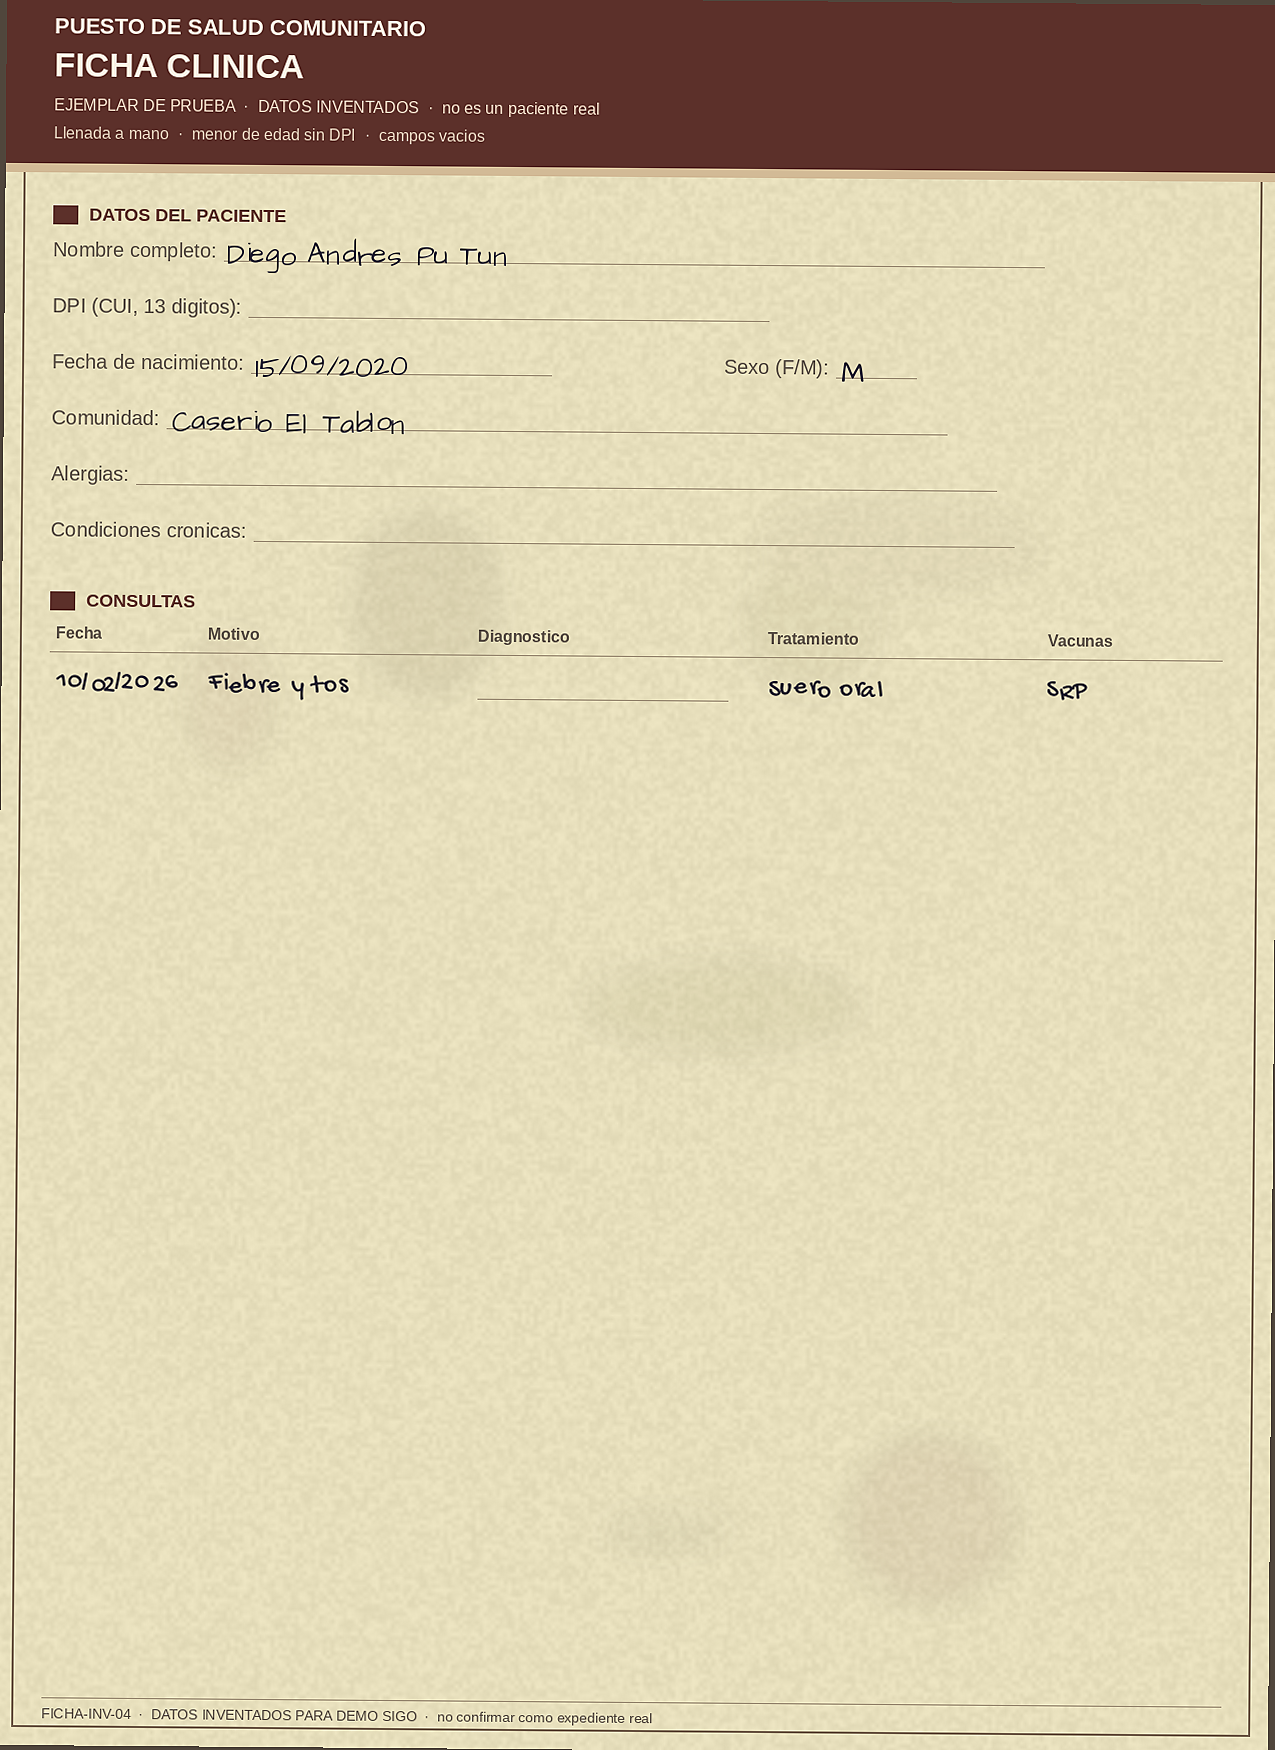 PUESTO DE SALUD COMUNITARIO
FICHA CLINICA
EJEMPLAR DE PRUEBA · DATOS INVENTADOS · no es un paciente real
Llenada a mano · menor de edad sin DPI · campos vacios
DATOS DEL PACIENTE
Nombre completo: Diego Andres Pu Tun
DPI (CUI, 13 digitos):
Fecha de nacimiento: 15/09/2020 Sexo (F/M): M
Comunidad: Caserio El Tablon
Alergias:
Condiciones cronicas:
CONSULTAS
Fecha Motivo Diagnostico Tratamiento Vacunas
10/02/2026 Fiebre y tos suero oral SRP
FICHA-INV-04 · DATOS INVENTADOS PARA DEMO SIGO · no confirmar como expediente real